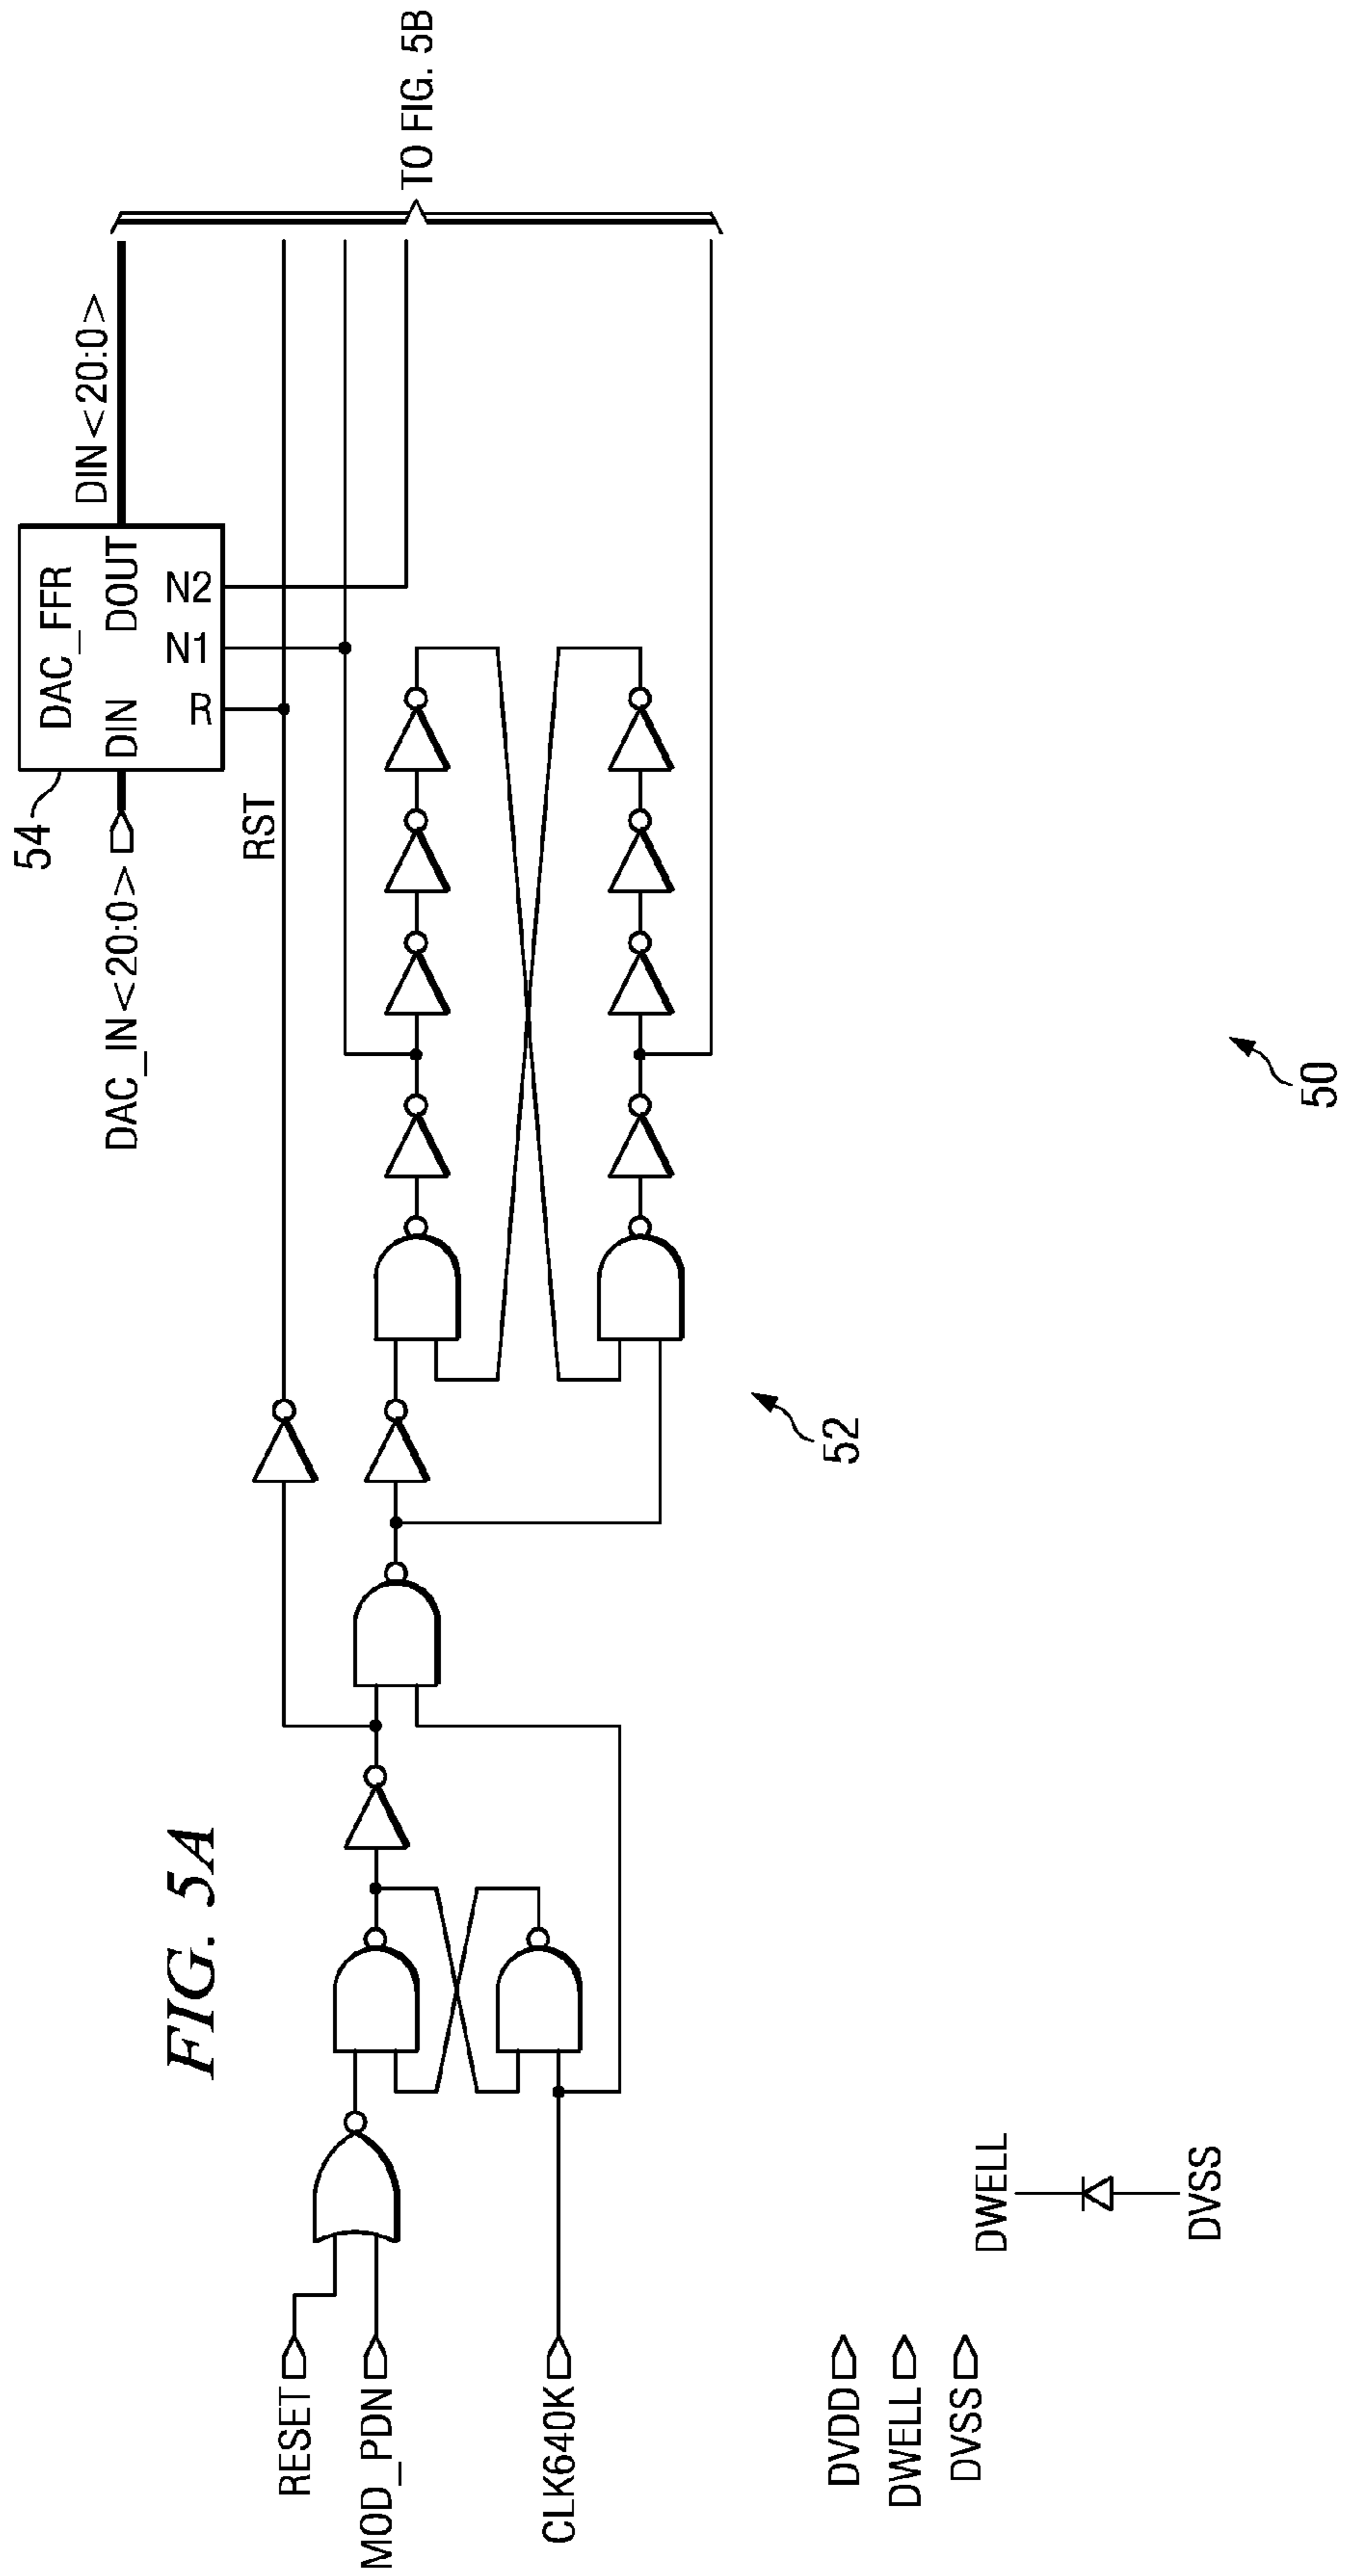 FIG. 5A
54
DAC_FFR
DAC_IN<20:0>
DIN
DOUT
DIN<20:0>
R
N1
N2
RST
TO FIG. 5B
RESET
MOD_PDN
CLK640K
52
DVDD
DWELL
DVSS
DWELL
DVSS
50